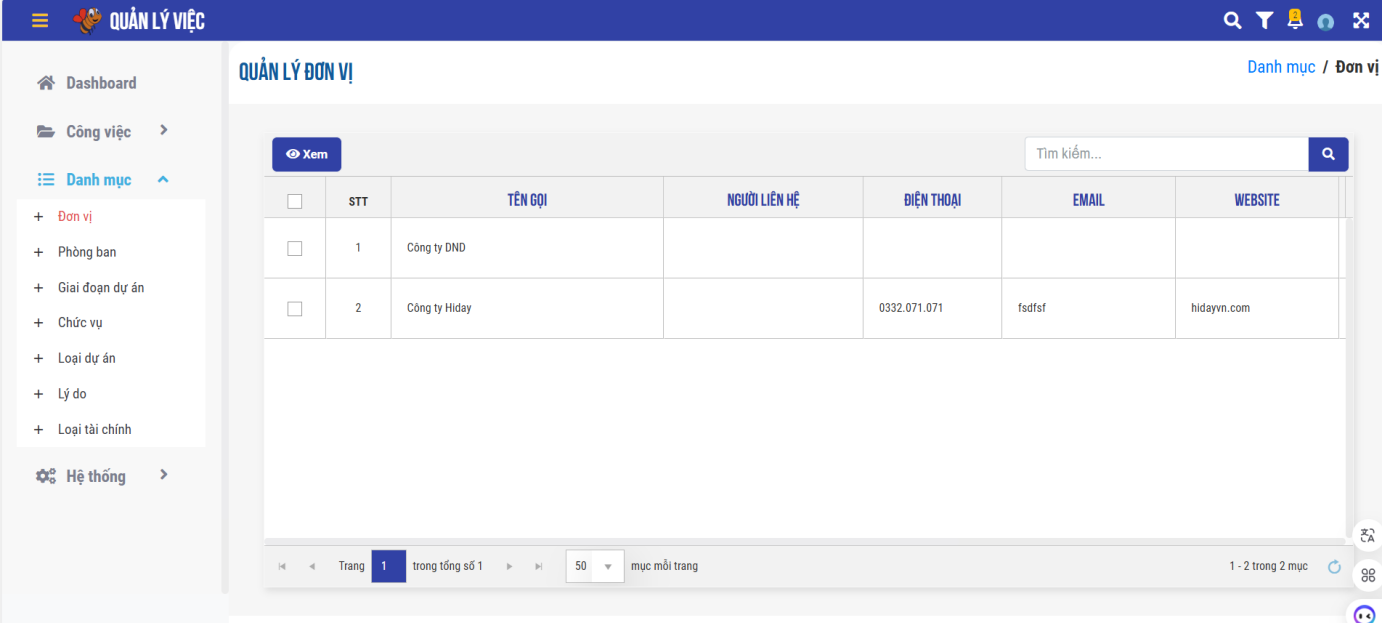 QUẢN LÝ VIỆC
2
Dashboard
Công việc
Danh mục
+ Đơn vị
+ Phòng ban
+ Giai đoạn dự án
+ Chức vụ
+ Loại dự án
+ Lý do
+ Loại tài chính
Hệ thống
QUẢN LÝ ĐƠN VỊ
Danh mục / Đơn vị
Xem
Tìm kiếm...
STT TÊN GỌI NGƯỜI LIÊN HỆ ĐIỆN THOẠI EMAIL WEBSITE
1 Công ty DND
2 Công ty Hiday 0332.071.071 fsdfsf hidayvn.com
Trang 1 trong tổng số 1 50 mục mỗi trang 1 - 2 trong 2 mục